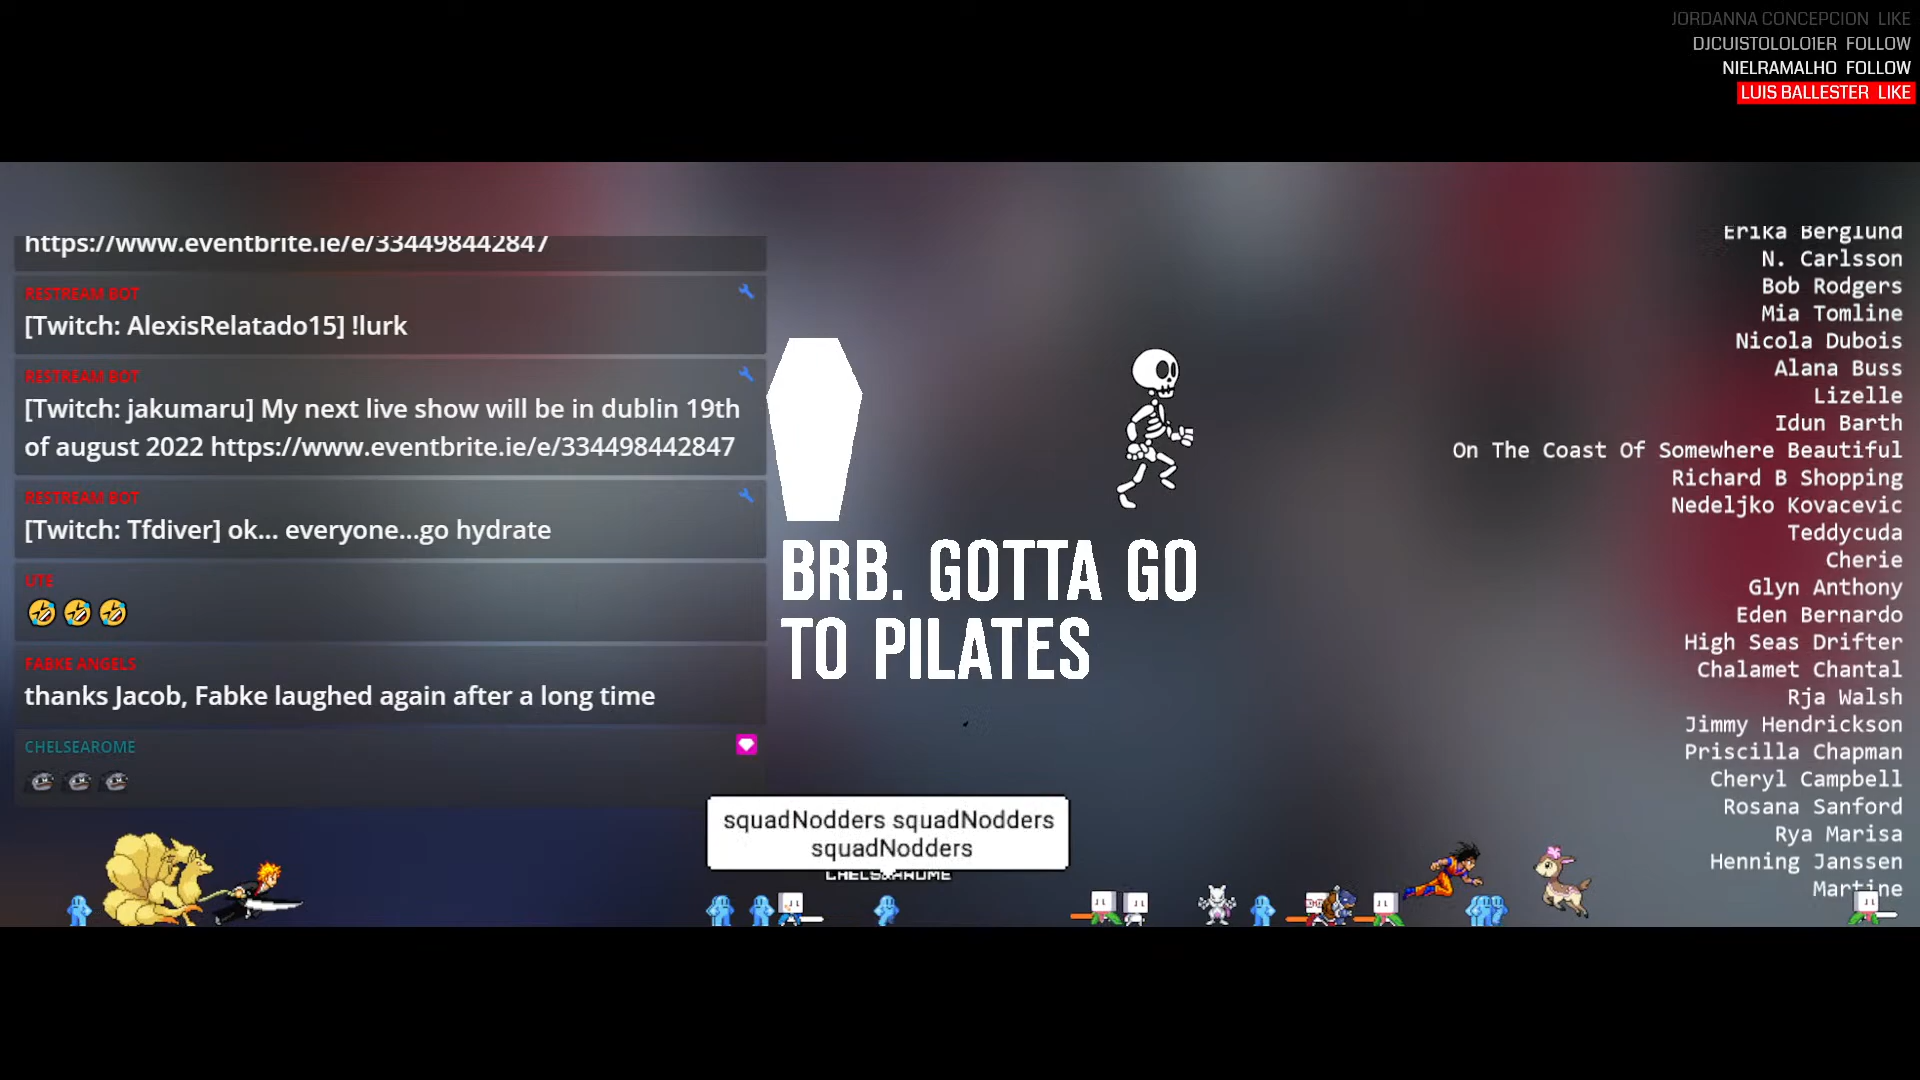 JORDANNA CONCEPCION LIKE
DJCUISTOLOLO1ER FOLLOW
NIELRAMALHO FOLLOW
LUIS BALLESTER LIKE
https://www.eventbrite.ie/e/334498442847
RESTREAM BOT
[Twitch: AlexisRelatado15] !lurk
RESTREAM BOT
[Twitch: jakumaru] My next live show will be in dublin 19th
of august 2022 https://www.eventbrite.ie/e/334498442847
RESTREAM BOT
[Twitch: Tfdiver] ok... everyone...go hydrate
UTE
FABKE ANGELS
thanks Jacob, Fabke laughed again after a long time
CHELSEAROME
BRB. GOTTA GO
TO PILATES
squadNodders squadNodders
squadNodders
CHELSEAROME
Erika Berglund
N. Carlsson
Bob Rodgers
Mia Tomline
Nicola Dubois
Alana Buss
Lizelle
Idun Barth
On The Coast Of Somewhere Beautiful
Richard B Shopping
Nedeljko Kovacevic
Teddycuda
Cherie
Glyn Anthony
Eden Bernardo
High Seas Drifter
Chalamet Chantal
Rja Walsh
Jimmy Hendrickson
Priscilla Chapman
Cheryl Campbell
Rosana Sanford
Rya Marisa
Henning Janssen
Martine